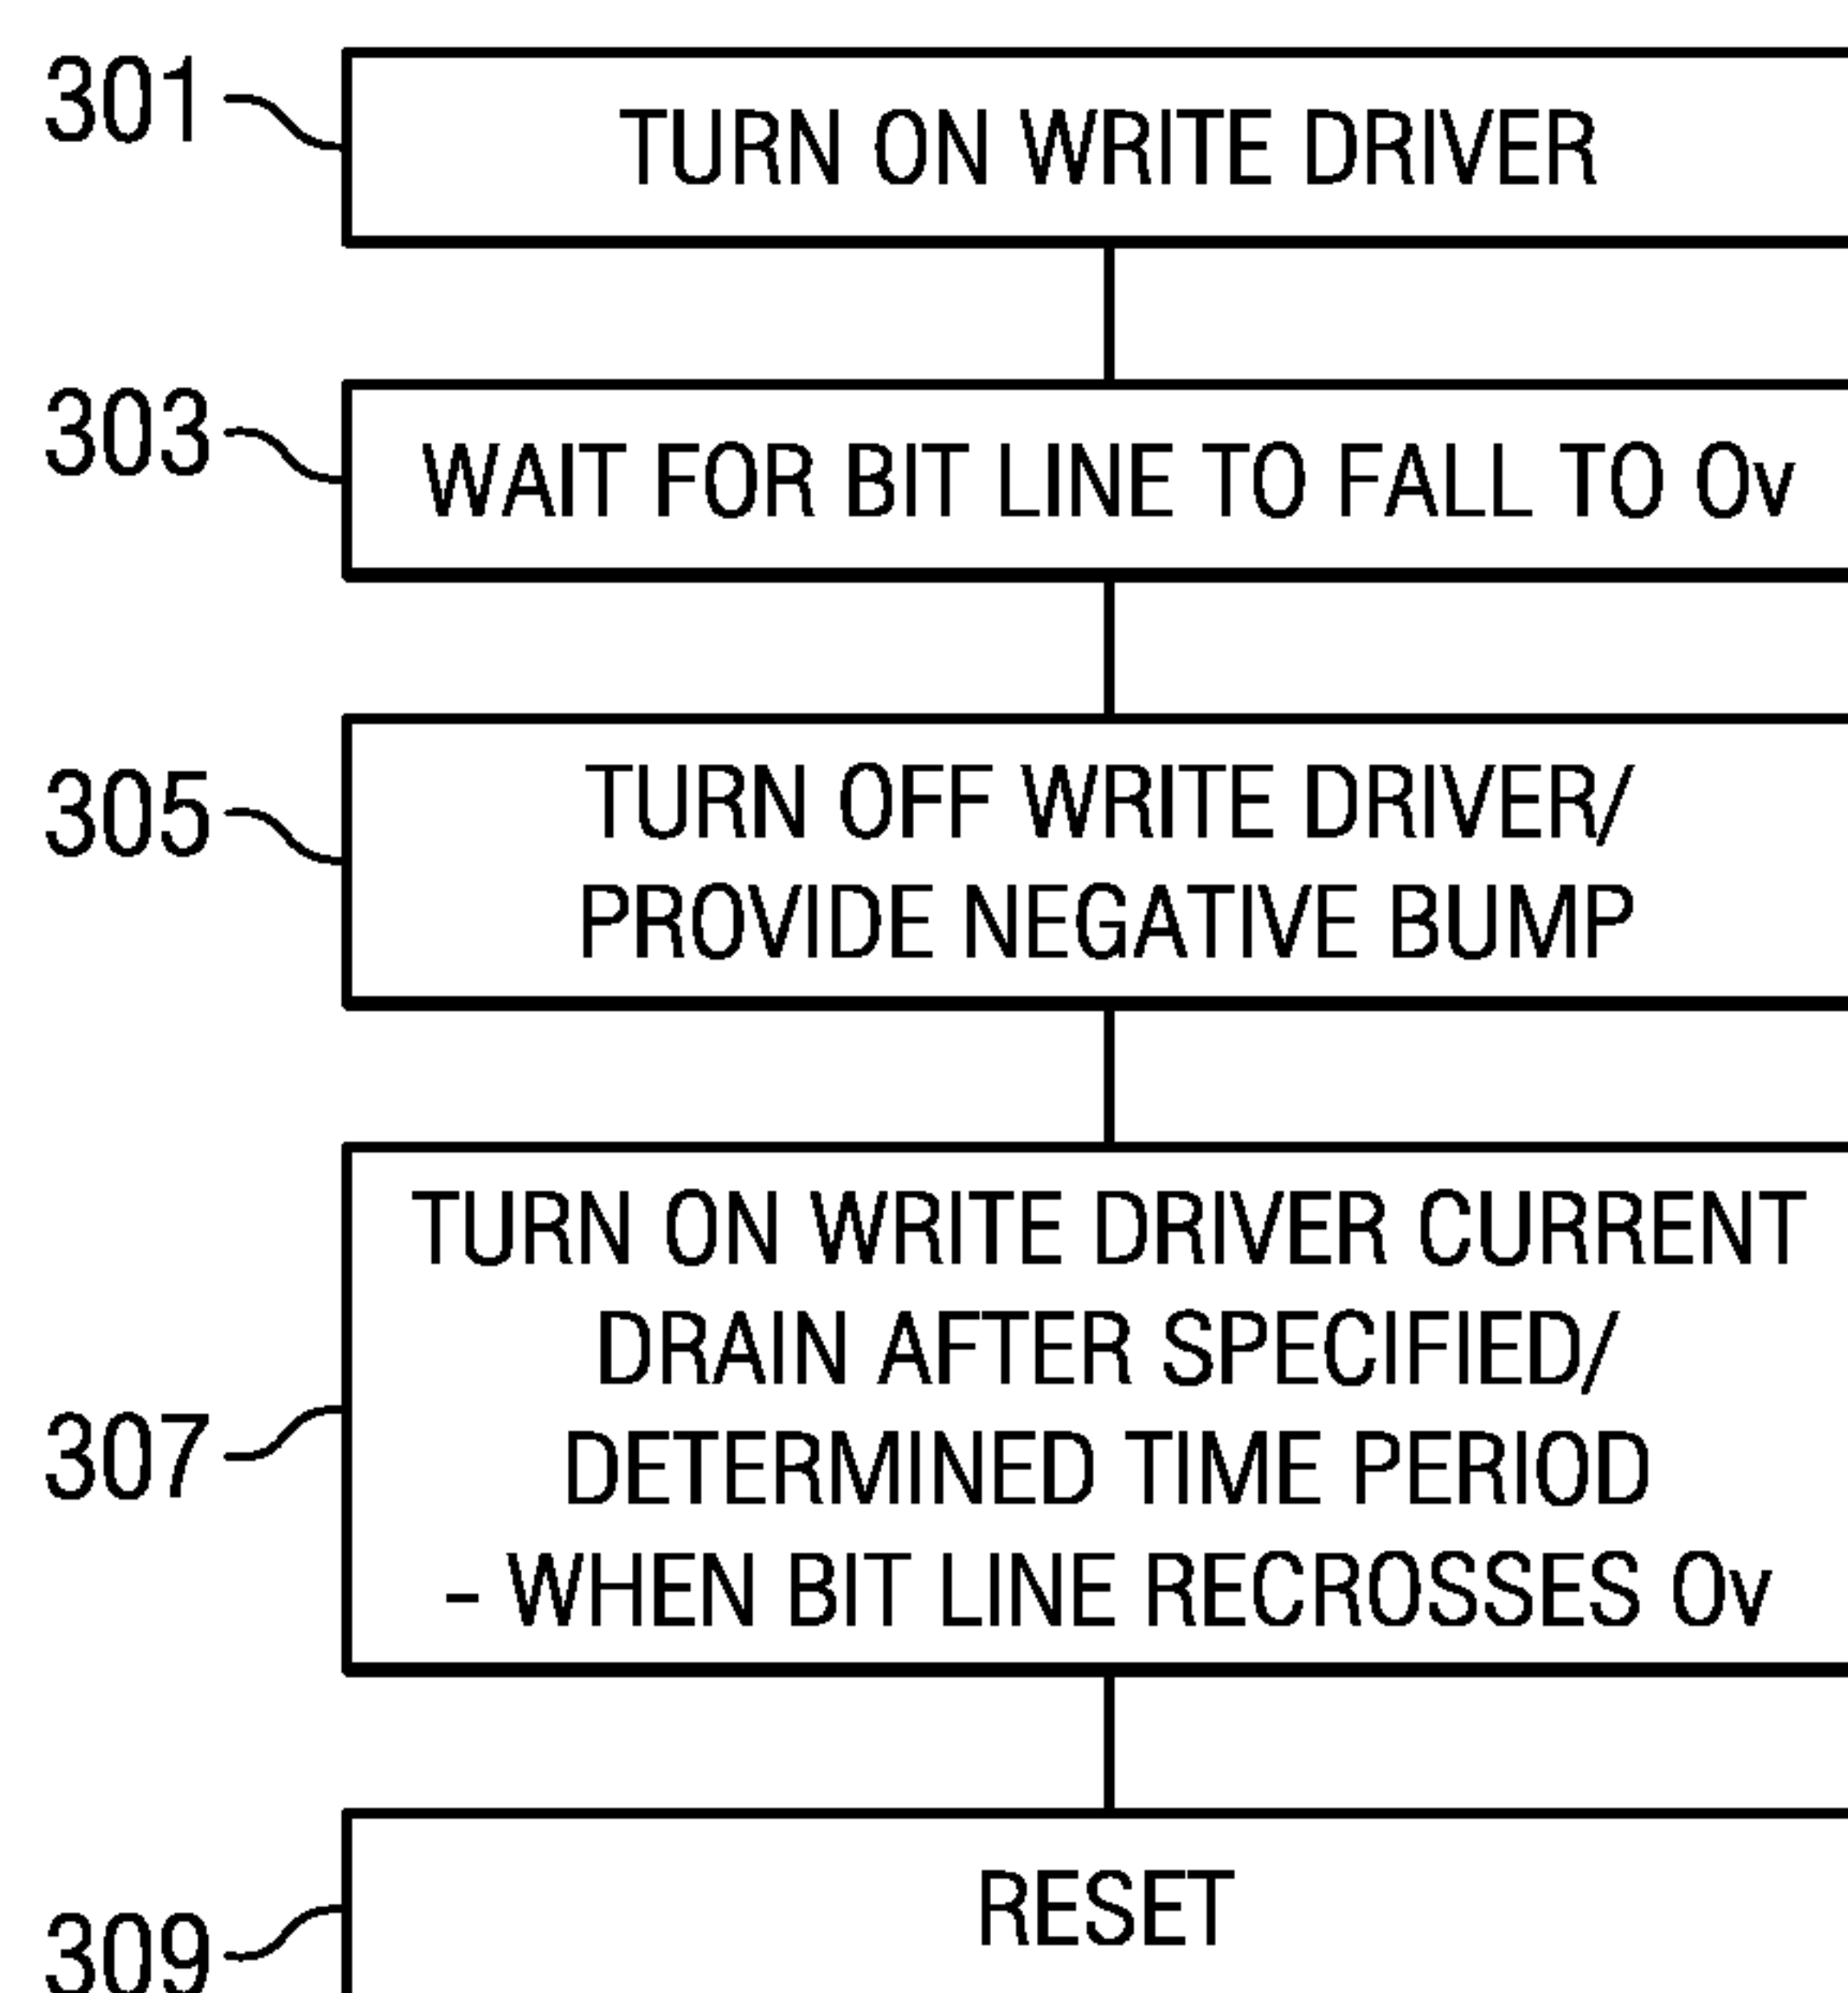 301
TURN ON WRITE DRIVER
303
WAIT FOR BIT LINE TO FALL TO 0v
305
TURN OFF WRITE DRIVER/
PROVIDE NEGATIVE BUMP
307
TURN ON WRITE DRIVER CURRENT
DRAIN AFTER SPECIFIED/
DETERMINED TIME PERIOD
- WHEN BIT LINE RECROSSES 0v
309
RESET